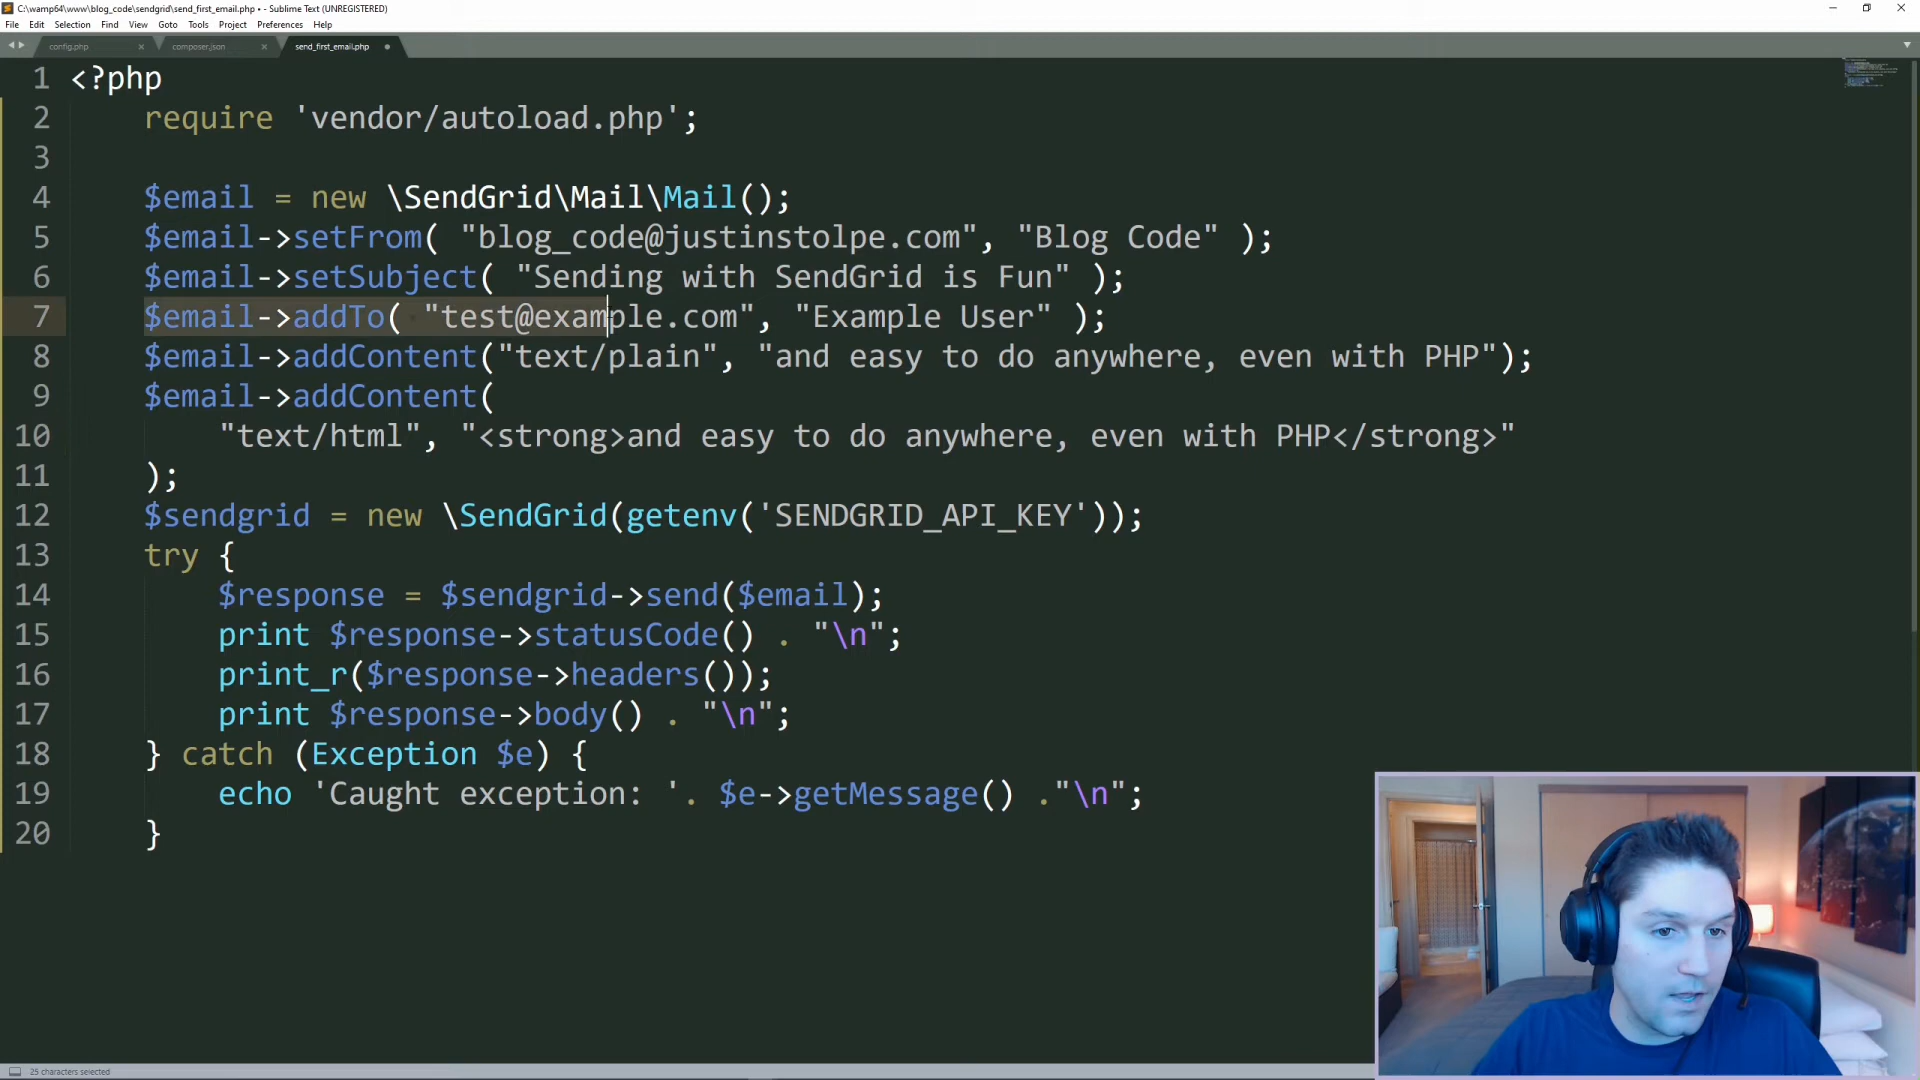 C:\wamp64\www\blog_code\sendgrid\send_first_email.php • - Sublime Text (UNREGISTERED)
File Edit Selection Find View Goto Tools Project Preferences Help
config.php composer.json send_first_email.php
1 <?php
2 require 'vendor/autoload.php';
3
4 $email = new \SendGrid\Mail\Mail();
5 $email->setFrom( "blog_code@justinstolpe.com", "Blog Code" );
6 $email->setSubject( "Sending with SendGrid is Fun" );
7 $email->addTo( "test@example.com", "Example User" );
8 $email->addContent("text/plain", "and easy to do anywhere, even with PHP");
9 $email->addContent(
10 "text/html", "<strong>and easy to do anywhere, even with PHP</strong>"
11 );
12 $sendgrid = new \SendGrid(getenv('SENDGRID_API_KEY'));
13 try {
14 $response = $sendgrid->send($email);
15 print $response->statusCode() . "\n";
16 print_r($response->headers());
17 print $response->body() . "\n";
18 } catch (Exception $e) {
19 echo 'Caught exception: '. $e->getMessage() ."\n";
20 }
25 characters selected